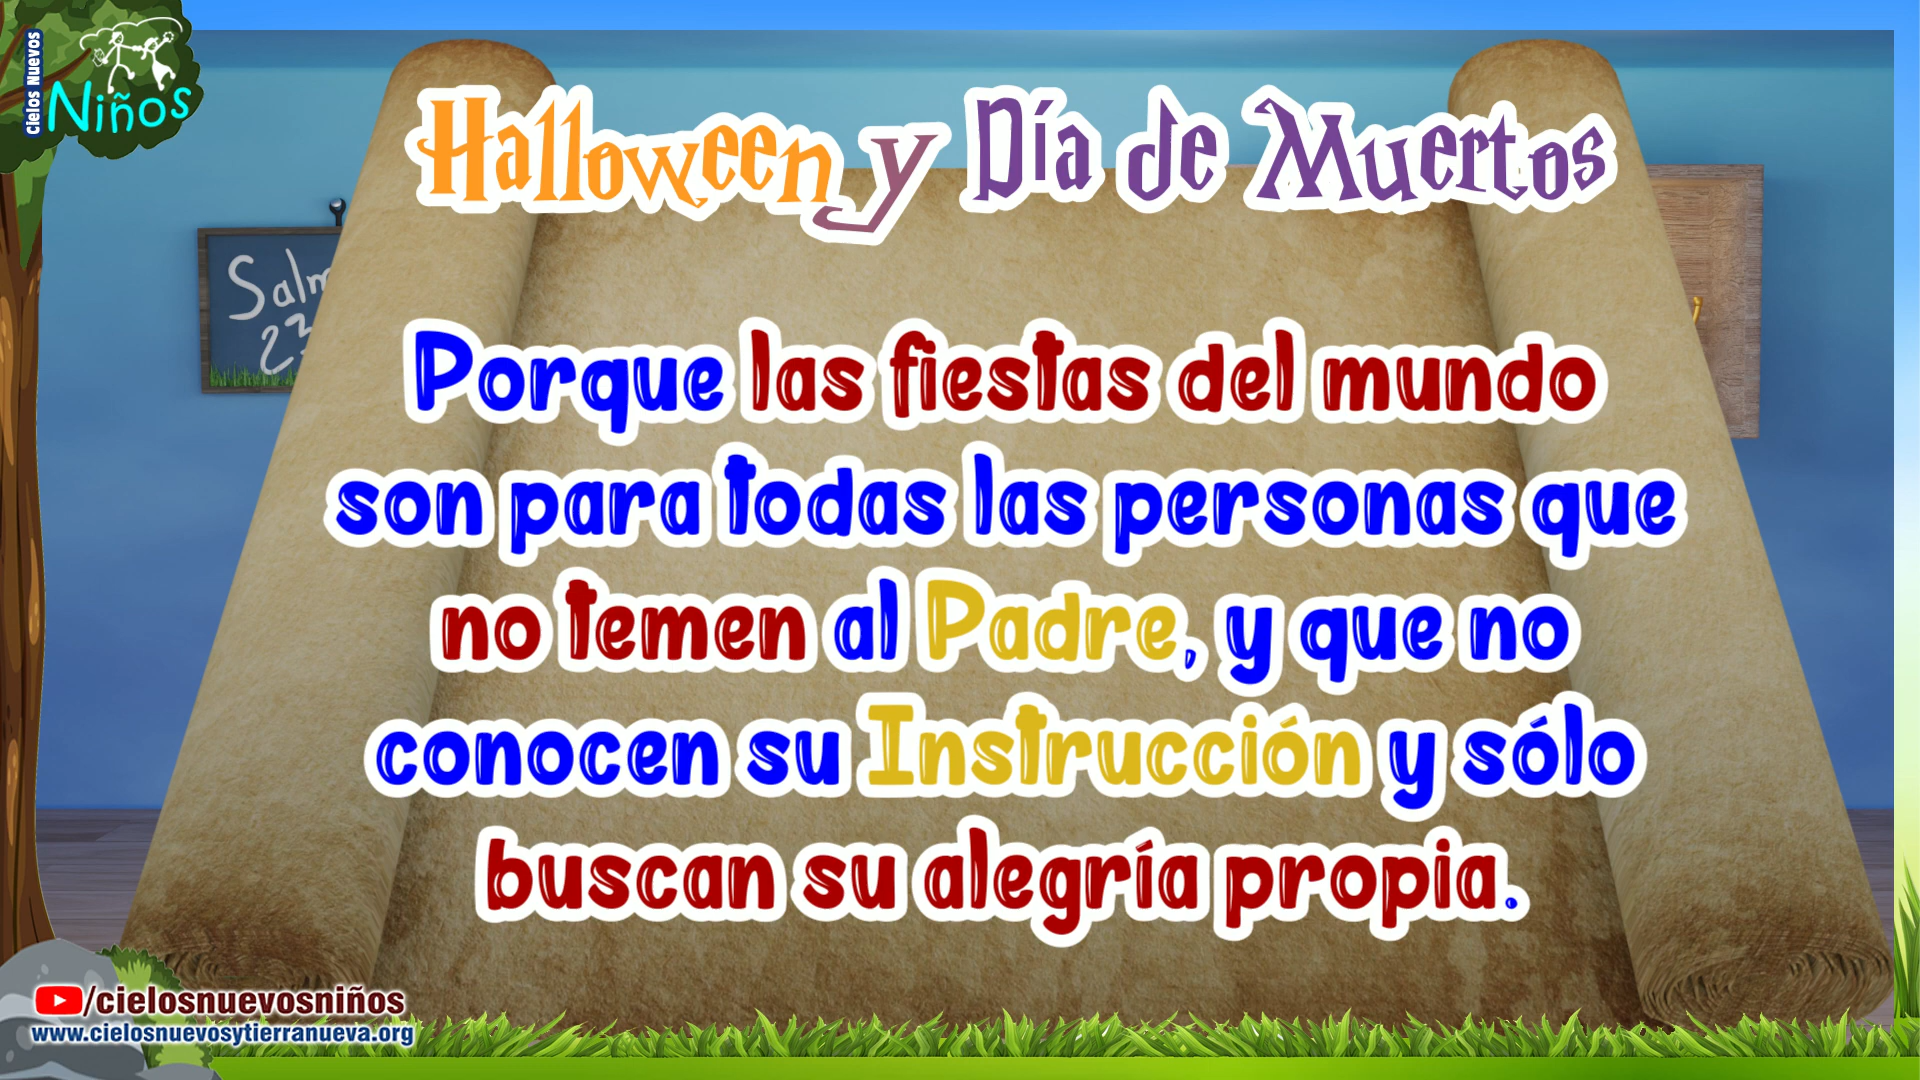 Cielos Nuevos
Niños
Halloween y Día de Muertos
Salm
23
Porque las fiestas del mundo
son para todas las personas que
no temen al Padre, y que no
conocen su Instrucción y sólo
buscan su alegría propia.
/cielosnuevosniños
www.cielosnuevosytierranueva.org